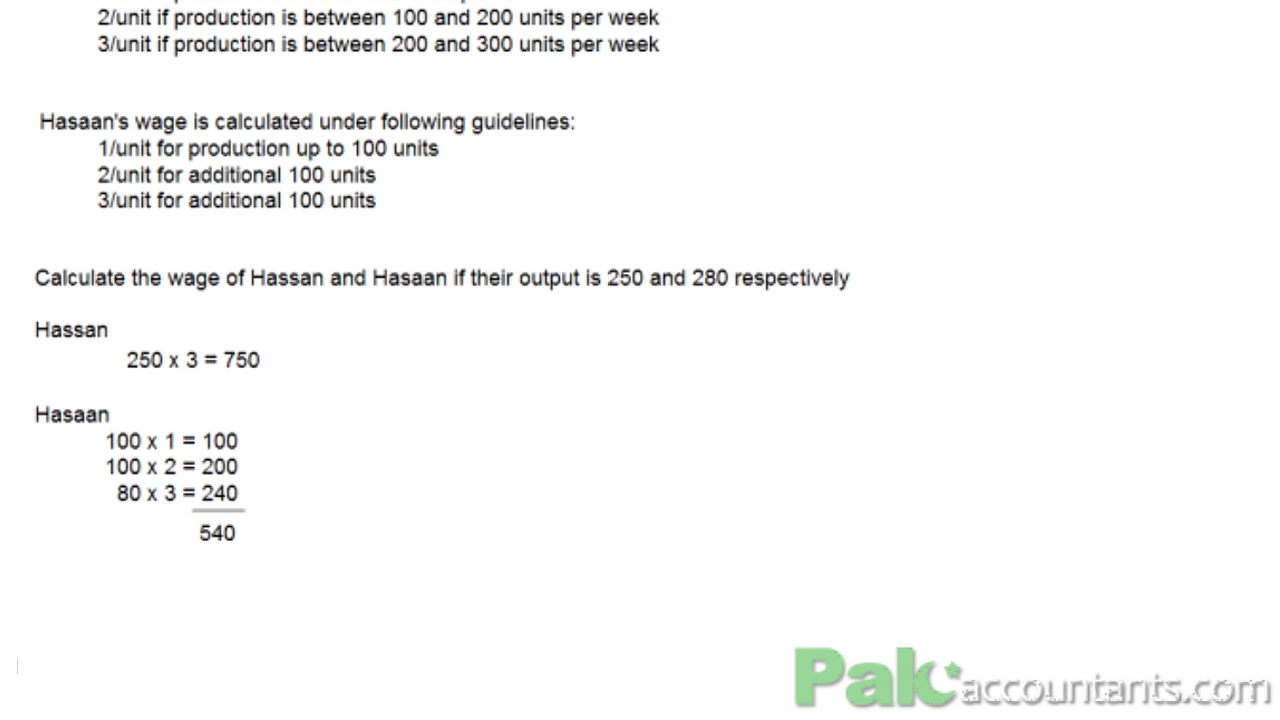 2/unit if production is between 100 and 200 units per week
3/unit if production is between 200 and 300 units per week
Hasaan's wage is calculated under following guidelines:
1/unit for production up to 100 units
2/unit for additional 100 units
3/unit for additional 100 units
Calculate the wage of Hassan and Hasaan if their output is 250 and 280 respectively
Hassan
250 x 3 = 750
Hasaan
100 x 1 = 100
100 x 2 = 200
80 x 3 = 240
540
Pakaccountants.com